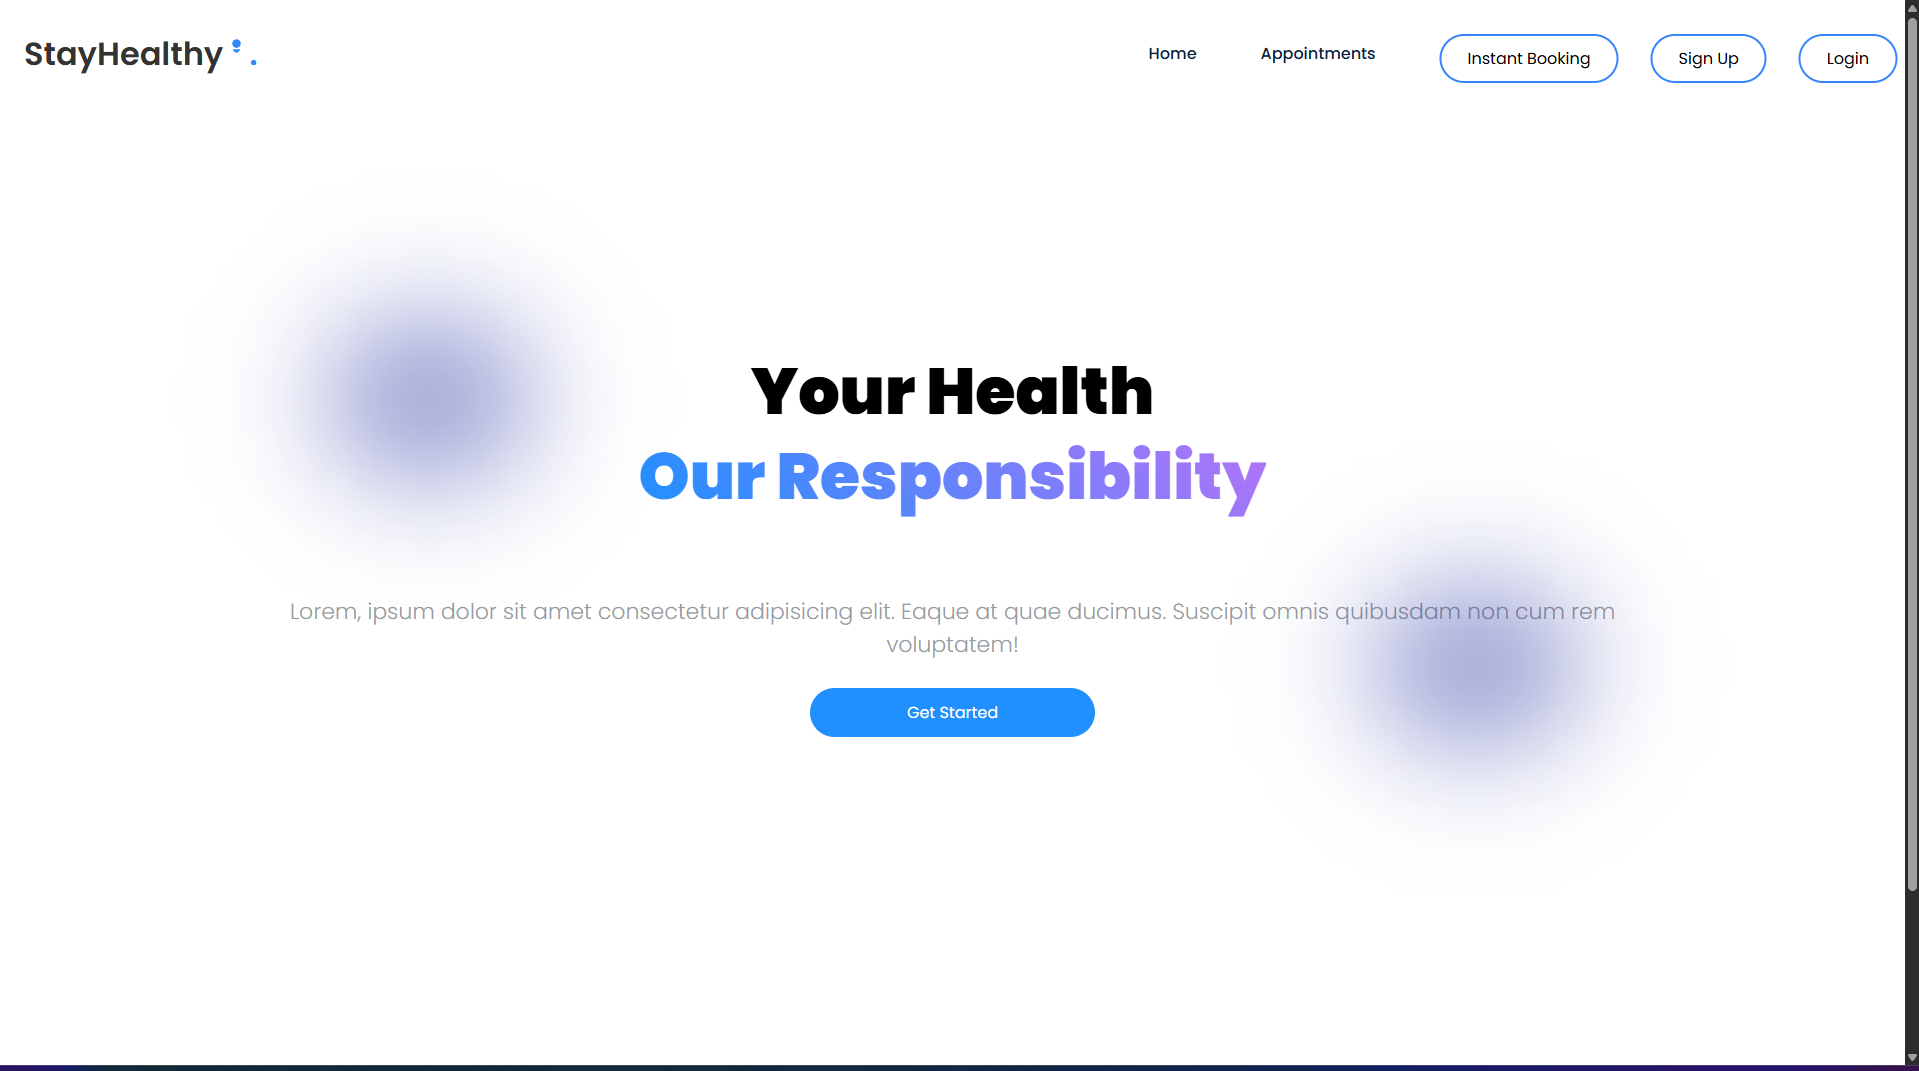 StayHealthy .
Home
Appointments
Instant Booking
Sign Up
Login
Your Health
Our Responsibility
Lorem, ipsum dolor sit amet consectetur adipisicing elit. Eaque at quae ducimus. Suscipit omnis quibusdam non cum rem
voluptatem!
Get Started